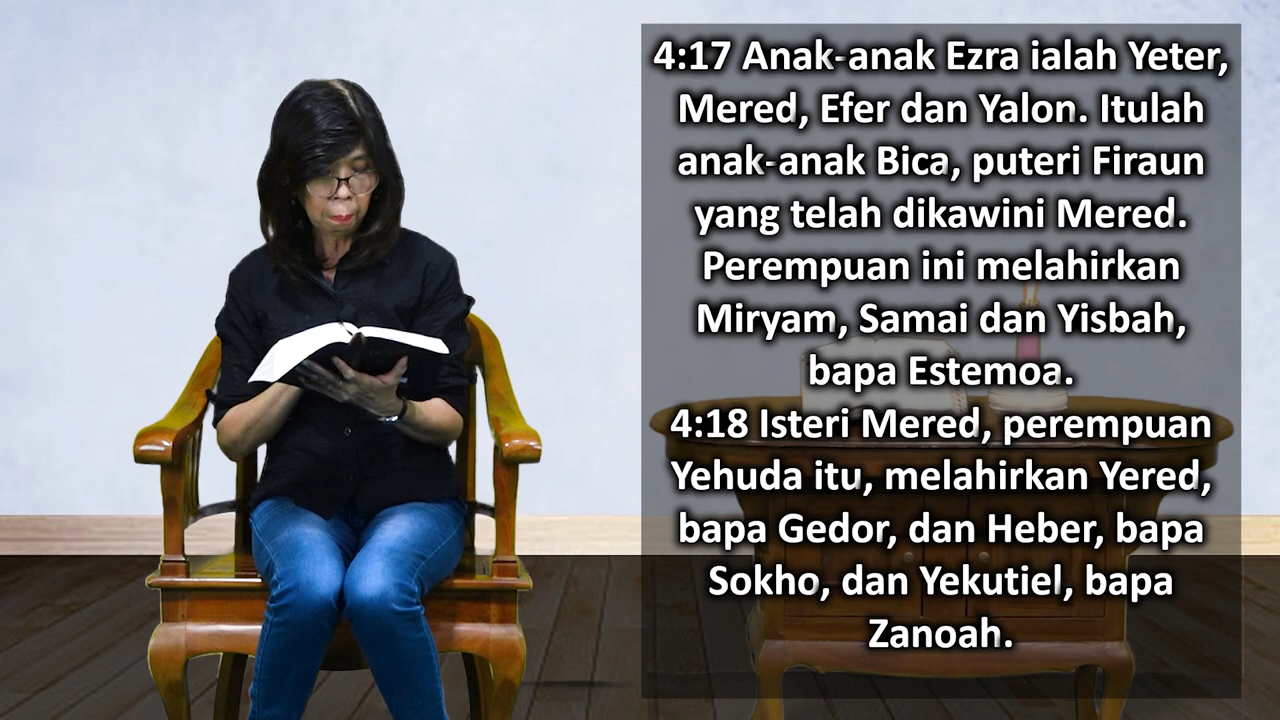 4:17 Anak-anak Ezra ialah Yeter,
Mered, Efer dan Yalon. Itulah
anak-anak Bica, puteri Firaun
yang telah dikawini Mered.
Perempuan ini melahirkan
Miryam, Samai dan Yisbah,
bapa Estemoa.
4:18 Isteri Mered, perempuan
Yehuda itu, melahirkan Yered,
bapa Gedor, dan Heber, bapa
Sokho, dan Yekutiel, bapa
Zanoah.